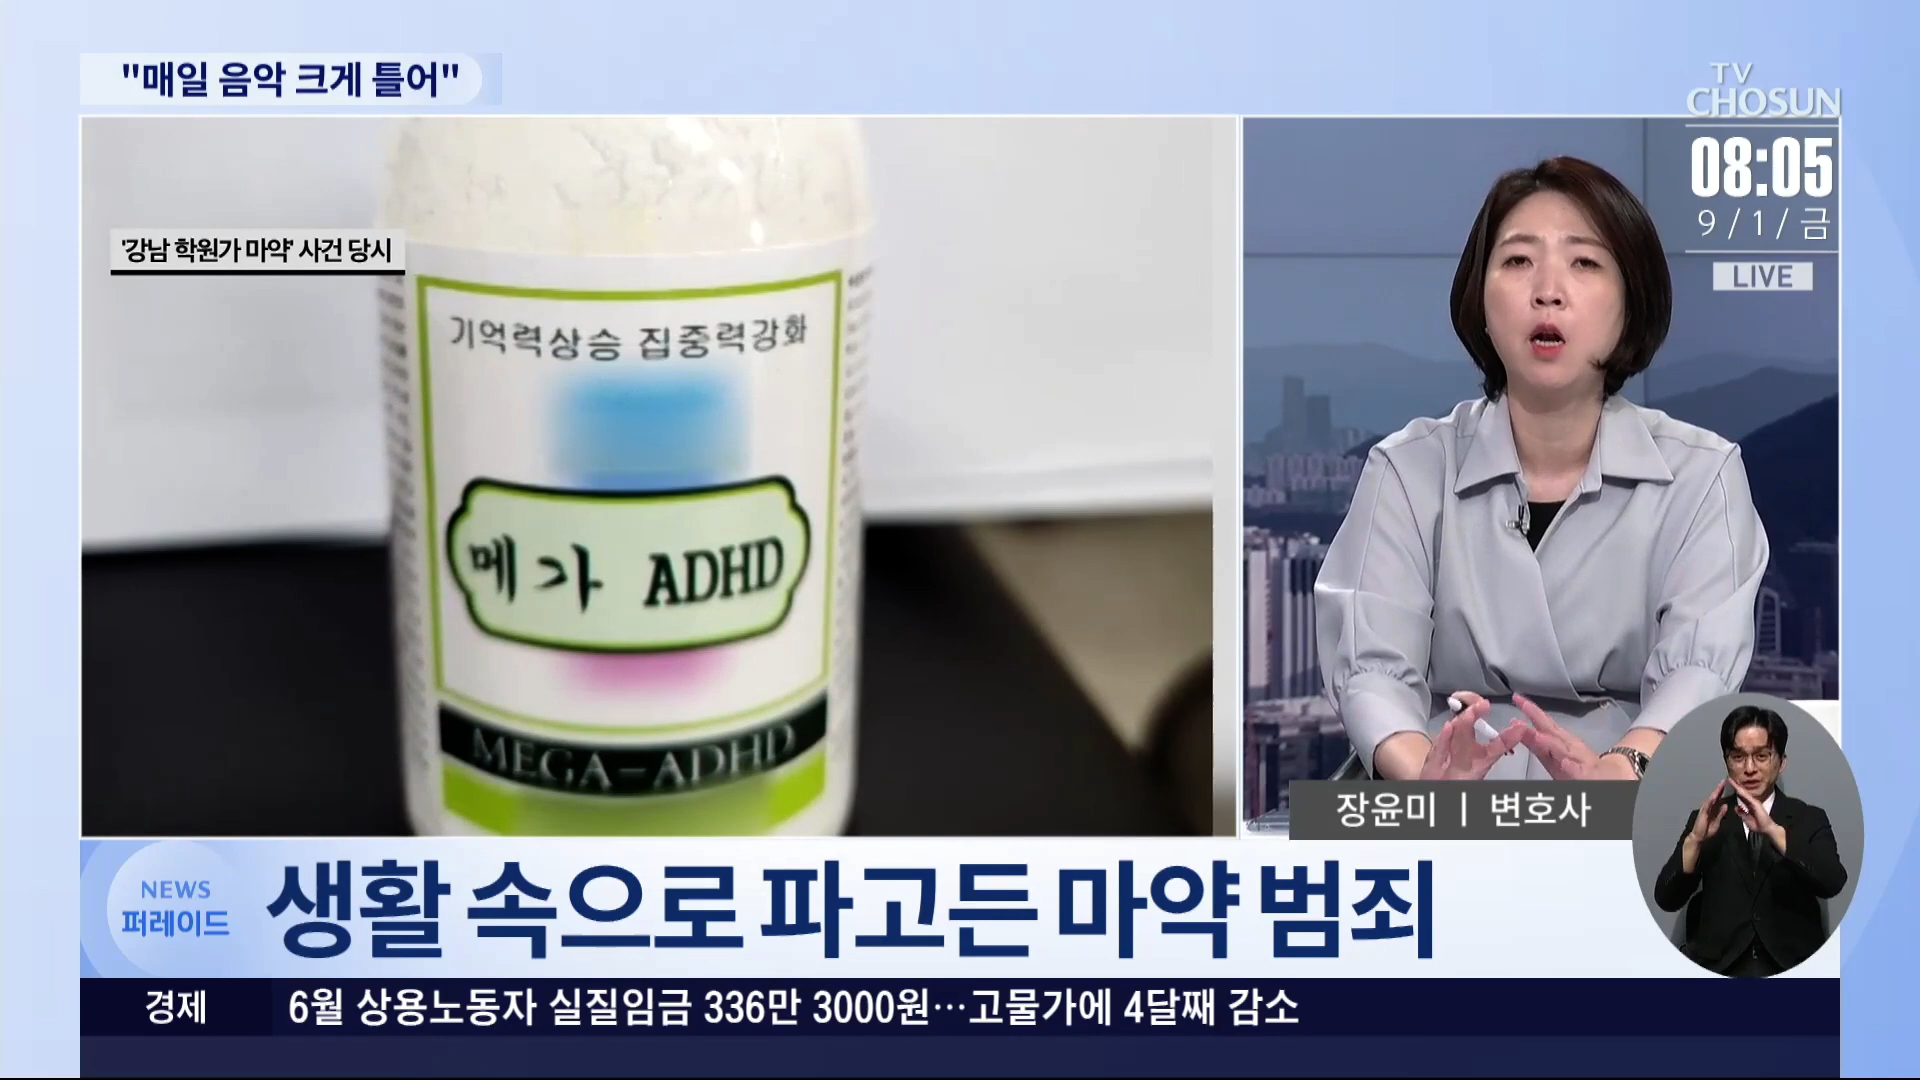 "매일 음악 크게 틀어"
TV
CHOSUN
08:05
9/1/금
LIVE
'강남 학원가 마약' 사건 당시
기억력상승 집중력강화
메가 ADHD
MEGA-ADHD
장윤미 | 변호사
NEWS
퍼레이드
생활 속으로 파고든 마약 범죄
경제
6월 상용노동자 실질임금 336만 3000원…고물가에 4달째 감소